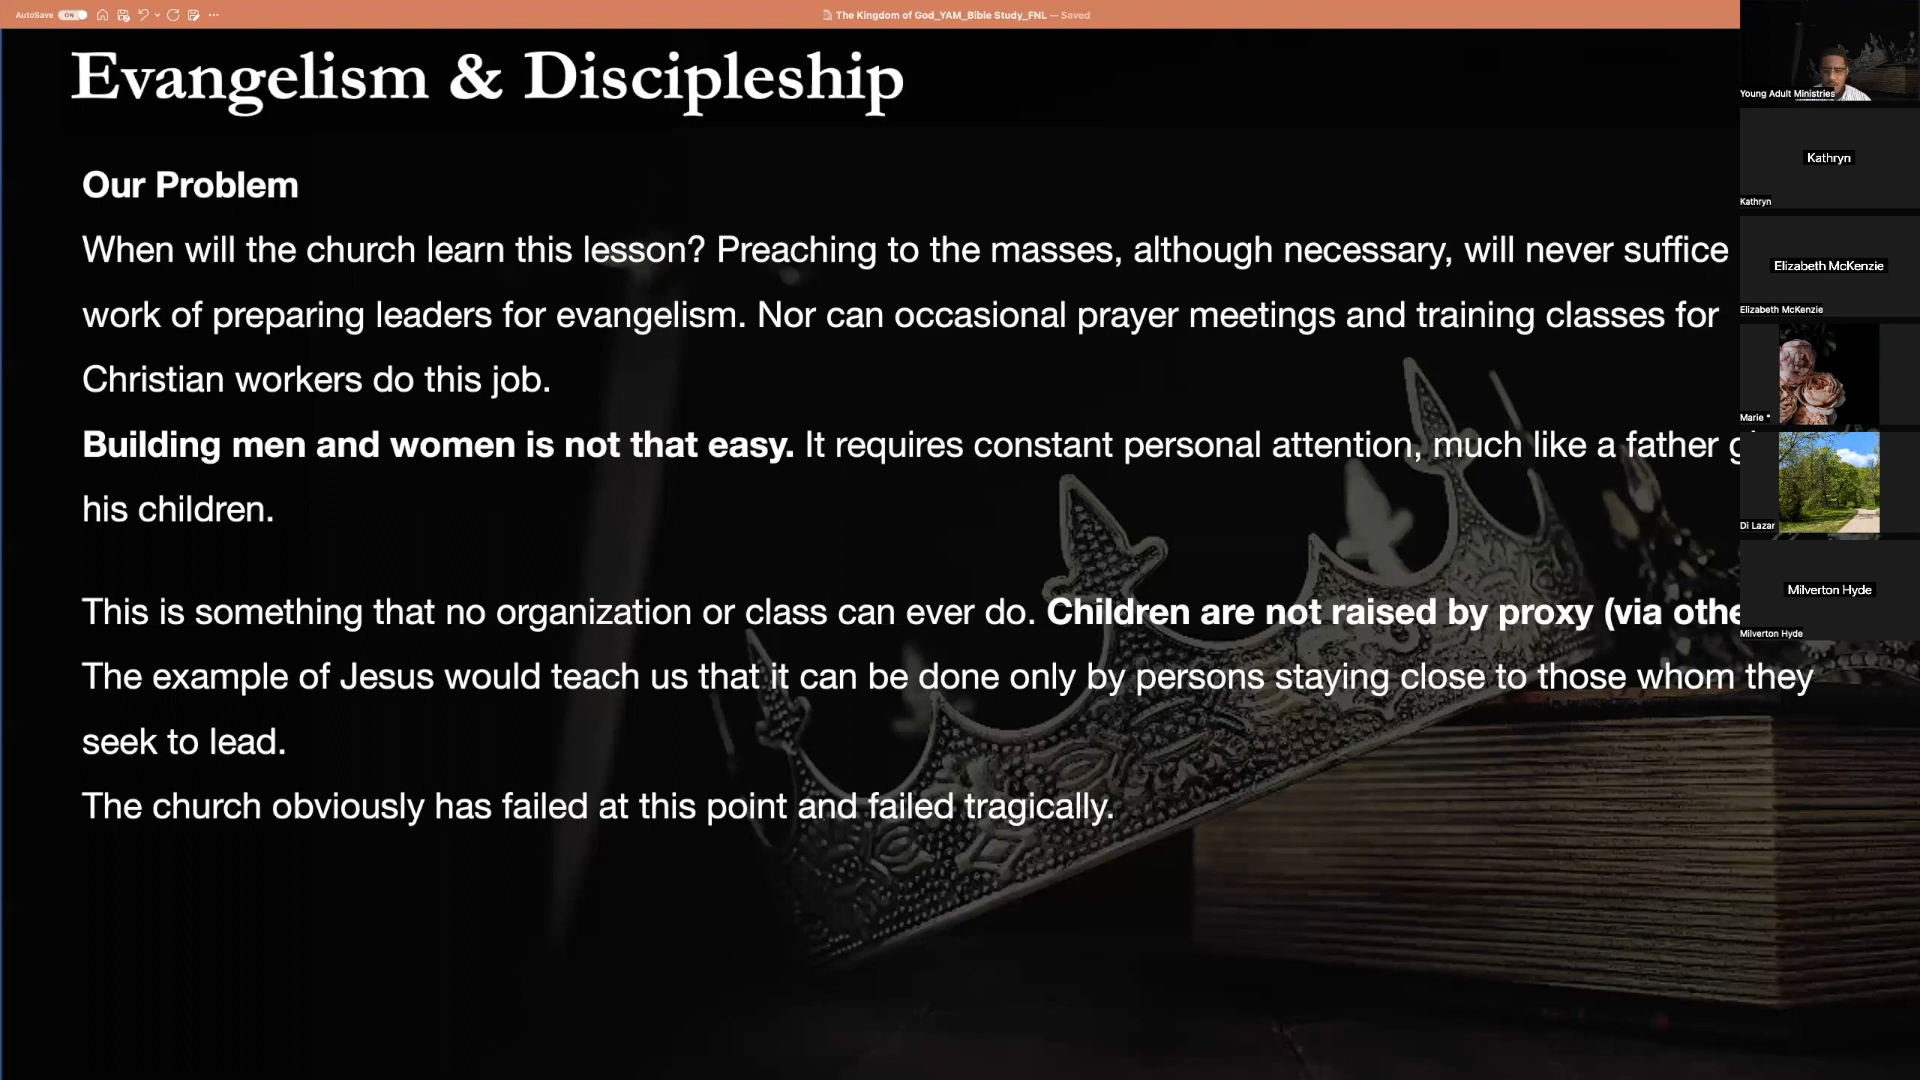 AutoSave ON
The Kingdom of God_YAM_Bible Study_FNL — Saved
Evangelism & Discipleship
Our Problem
When will the church learn this lesson? Preaching to the masses, although necessary, will never suffice
work of preparing leaders for evangelism. Nor can occasional prayer meetings and training classes for
Christian workers do this job.
Building men and women is not that easy. It requires constant personal attention, much like a father
his children.
This is something that no organization or class can ever do. Children are not raised by proxy (via
The example of Jesus would teach us that it can be done only by persons staying close to those whom they
seek to lead.
The church obviously has failed at this point and failed tragically.
Young Adult Ministries
Kathryn
Kathryn
Elizabeth McKenzie
Elizabeth McKenzie
Marie *
Di Lazar
Milverton Hyde
Milverton Hyde